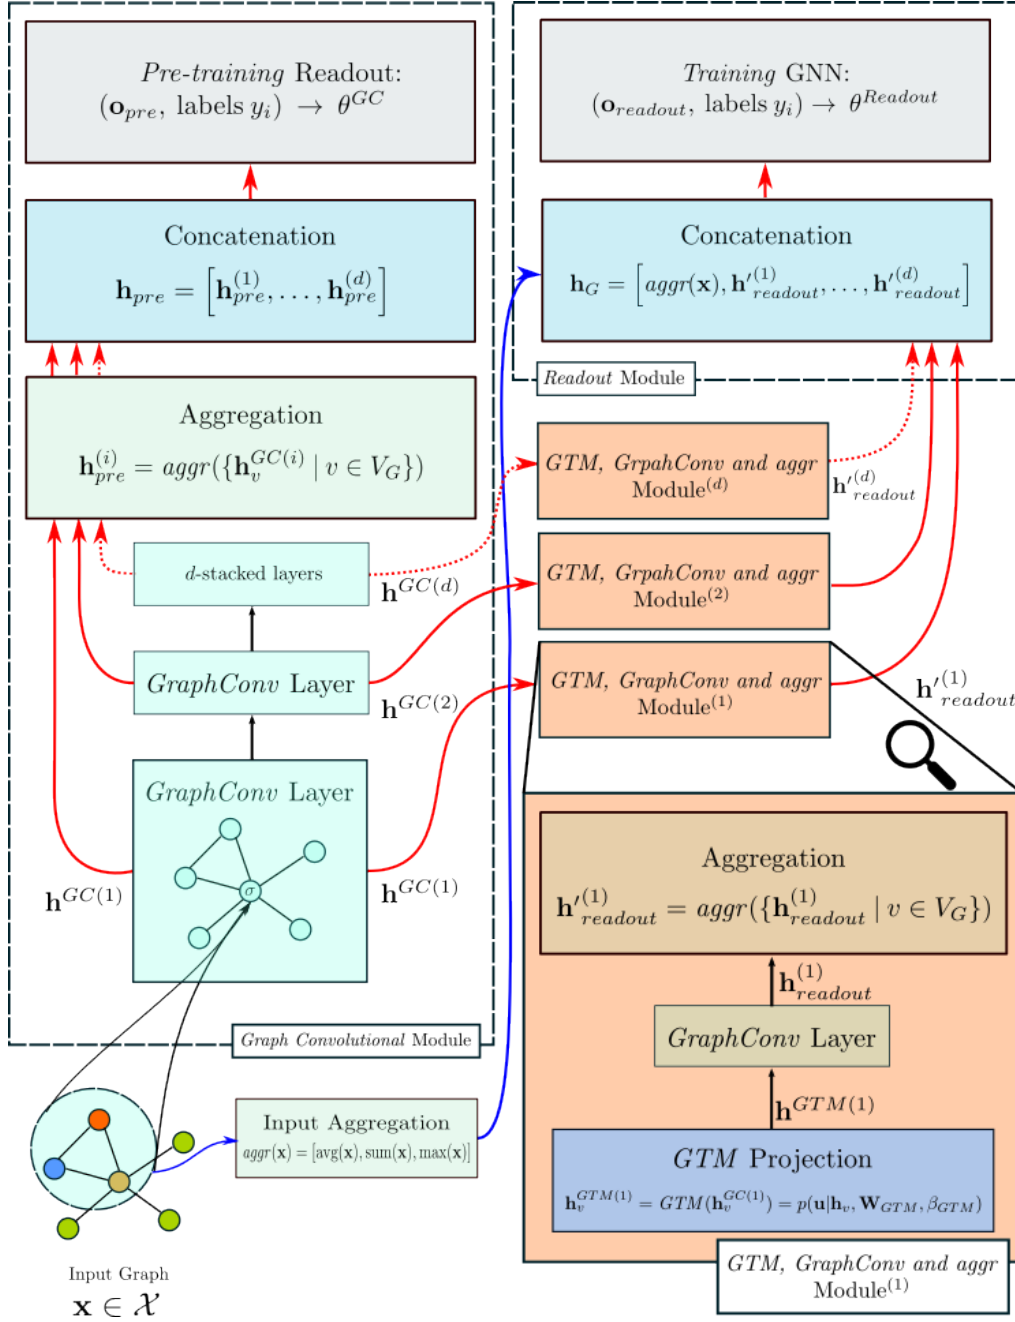 Pre-training Readout:
(o_pre, labels y_i) → θ^GC
Concatenation
h_pre = [h_pre^(1), . . . , h_pre^(d)]
Aggregation
h_pre^(i) = aggr({h_v^GC(i) | v ∈ V_G})
d-stacked layers
h^GC(d)
GraphConv Layer
h^GC(2)
GraphConv Layer
σ
h^GC(1)
h^GC(1)
Graph Convolutional Module
Input Aggregation
aggr(x) = [avg(x), sum(x), max(x)]
Input Graph
x ∈ 𝒳
Training GNN:
(o_readout, labels y_i) → θ^Readout
Concatenation
h_G = [aggr(x), h'^(1)_readout, . . . , h'^(d)_readout]
Readout Module
GTM, GrpahConv and aggr
Module^(d)
h'^(d)_readout
GTM, GrpahConv and aggr
Module^(2)
GTM, GraphConv and aggr
Module^(1)
h'^(1)_readout
Aggregation
h'^(1)_readout = aggr({h^(1)_readout | v ∈ V_G})
h^(1)_readout
GraphConv Layer
h^GTM(1)
GTM Projection
h_v^GTM(1) = GTM(h_v^GC(1)) = p(u|h_v, W_GTM, β_GTM)
GTM, GraphConv and aggr
Module^(1)